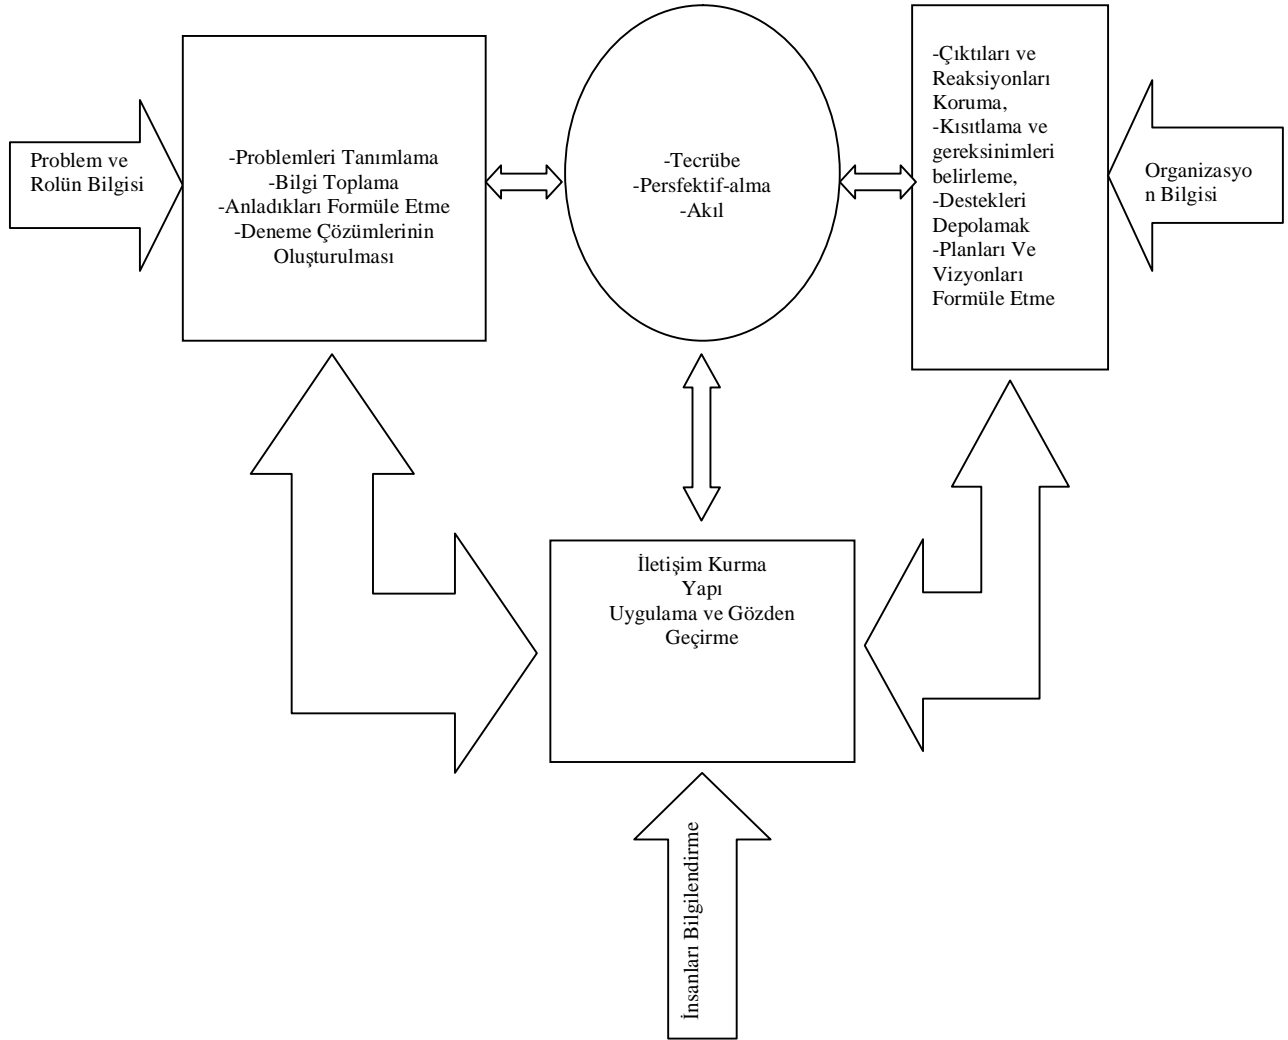 Problem ve
Rolün Bilgisi
-Problemleri Tanımlama
-Bilgi Toplama
-Anladıkları Formüle Etme
-Deneme Çözümlerinin
Oluşturulması
-Tecrübe
-Persfektif-alma
-Akıl
-Çıktıları ve
Reaksiyonları
Koruma,
-Kısıtlama ve
gereksinimleri
belirleme,
-Destekleri
Depolamak
-Planları Ve
Vizyonları
Formüle Etme
Organizasyo
n Bilgisi
İletişim Kurma
Yapı
Uygulama ve Gözden
Geçirme
İnsanları Bilgilendirme